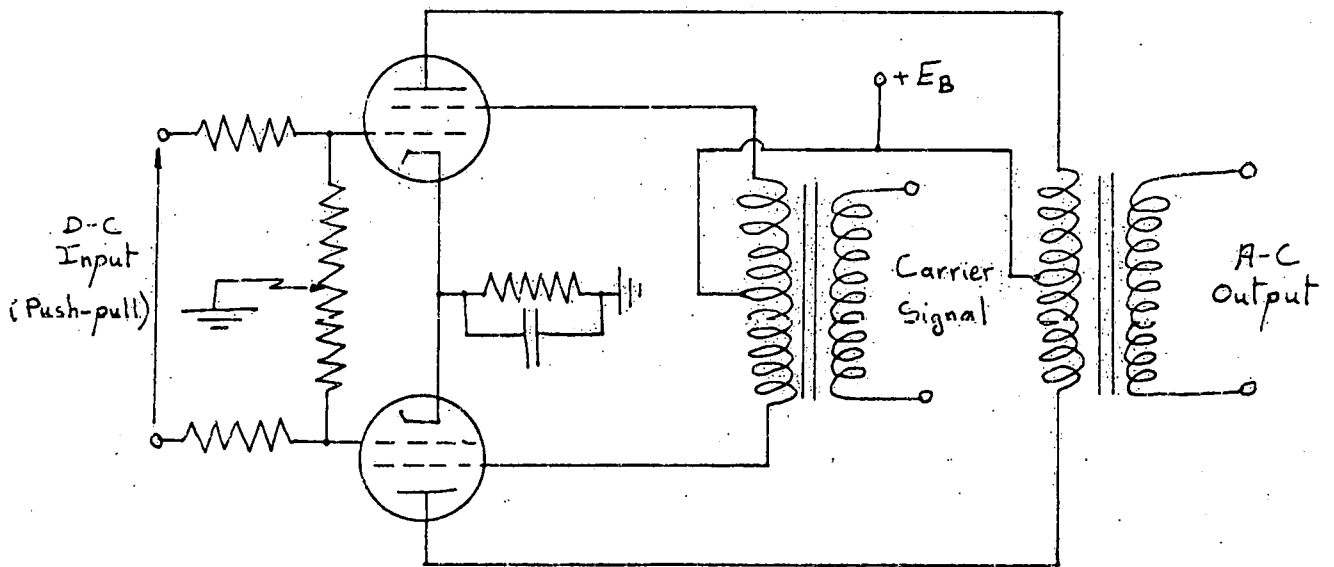 + E_B
D-C
Input
(Push-pull)
Carrier
Signal
A-C
Output